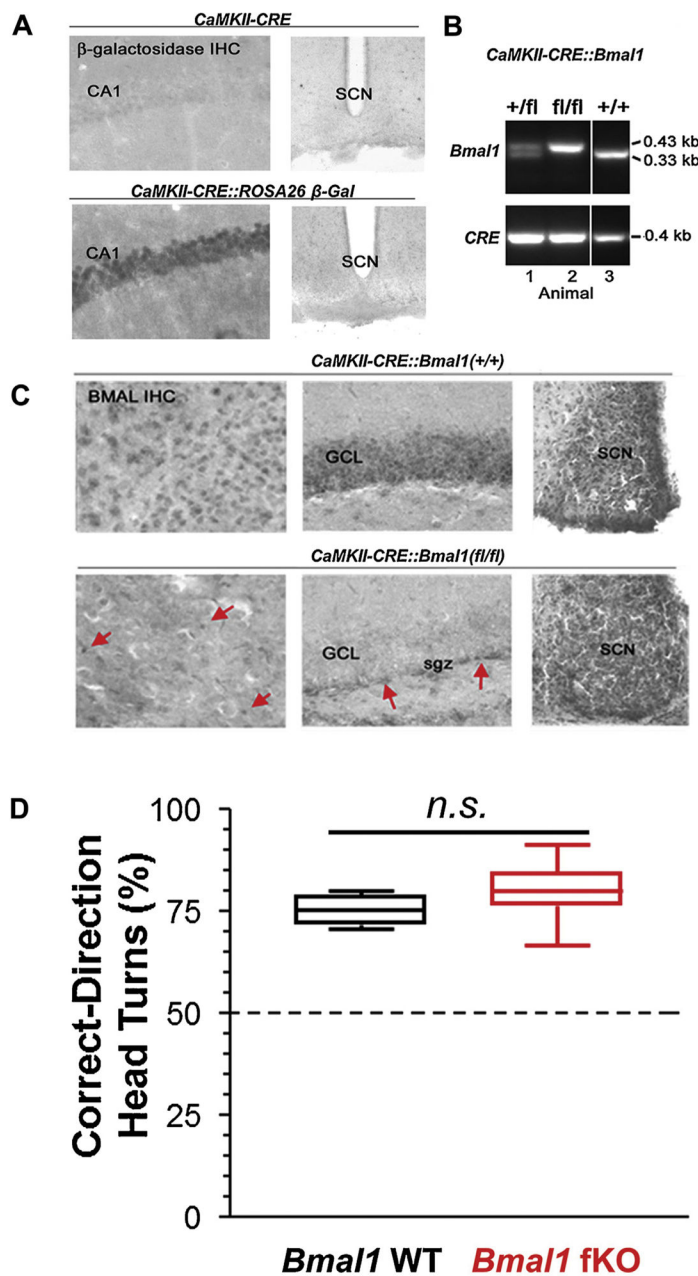 A
CaMKII-CRE
β-galactosidase IHC
CA1
SCN
CaMKII-CRE::ROSA26 β-Gal
CA1
SCN
B
CaMKII-CRE::Bmal1
+/fl fl/fl +/+
Bmal1
0.43 kb
0.33 kb
CRE
0.4 kb
1 2 3
Animal
C
CaMKII-CRE::Bmal1(+/+)
BMAL IHC
GCL
SCN
CaMKII-CRE::Bmal1(fl/fl)
GCL
sgz
SCN
D
n.s.
Correct-Direction
Head Turns (%)
100
75
50
25
0
Bmal1 WT
Bmal1 fKO